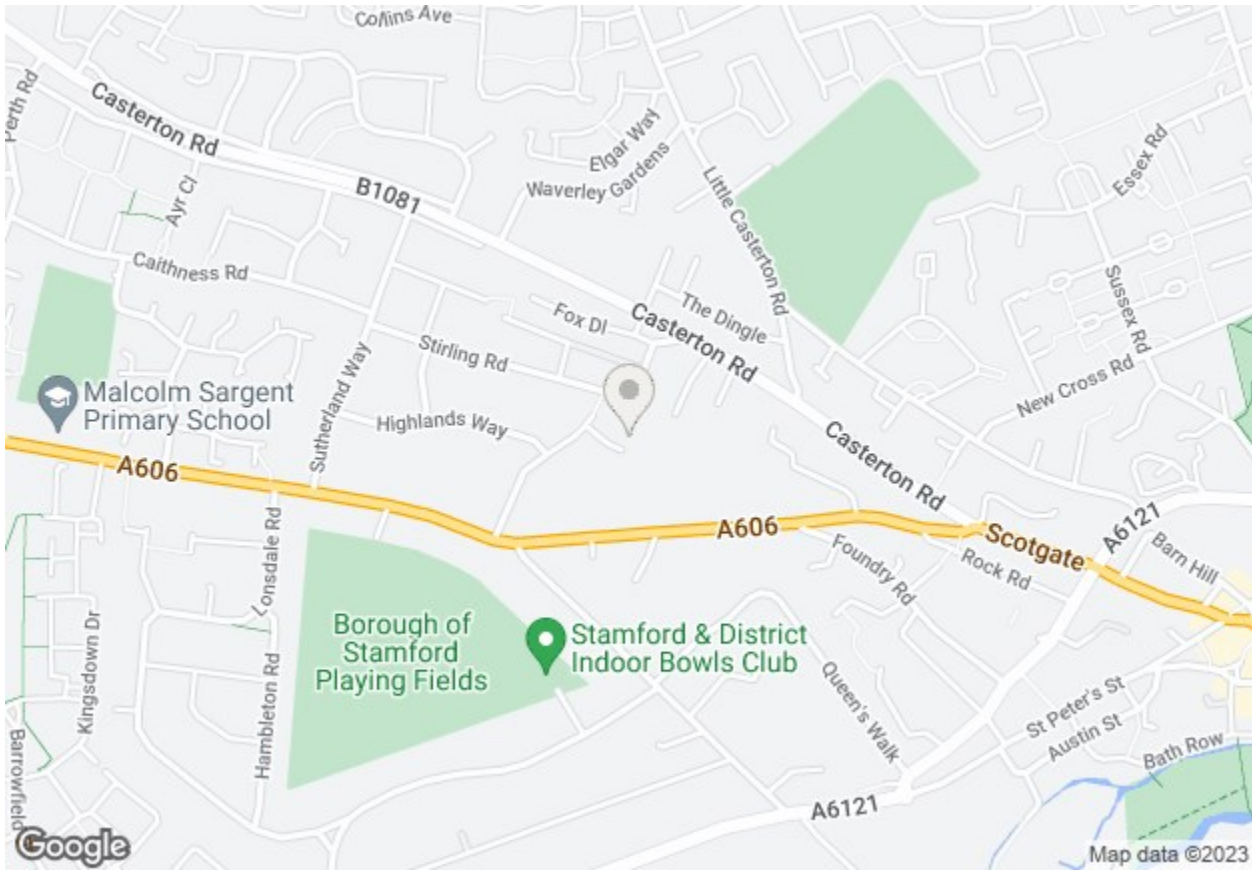 Collins Ave
Perth Rd
Casterton Rd
Elgar Way
Essex Rd
Waverley Gardens
B1081
Ayr Cl
Little Casterton Rd
Caithness Rd
Sussex Rd
The Dingle
Fox Dl
Casterton Rd
Stirling Rd
New Cross Rd
Sutherland Way
Malcolm Sargent
Primary School
Highlands Way
Casterton Rd
A606
A606
A6121
Scotgate
Barn Hill
Lonsdale Rd
Foundry Rd
Rock Rd
Borough of
Stamford
Playing Fields
Stamford & District
Indoor Bowls Club
Kingsdown Dr
Hambleton Rd
Queen's Walk
St Peter's St
Austin St
Barrowfield
Bath Row
A6121
Google
Map data ©2023